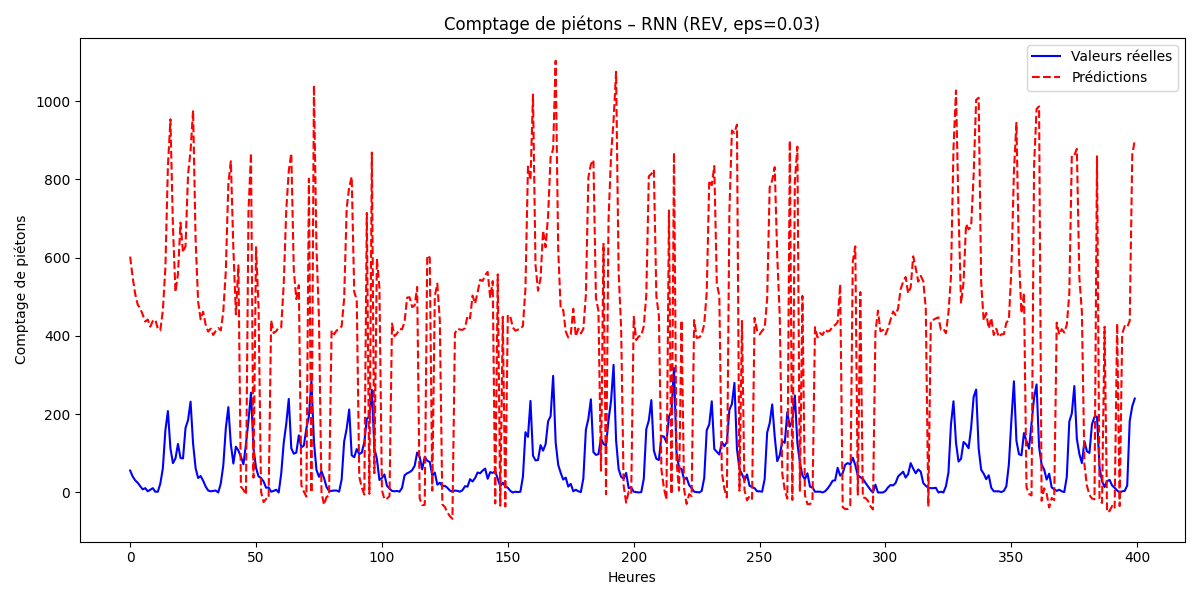 Comptage de piétons – RNN (REV, eps=0.03)
Valeurs réelles
Prédictions
Comptage de piétons
1000
800
600
400
200
0
0 50 100 150 200 250 300 350 400
Heures